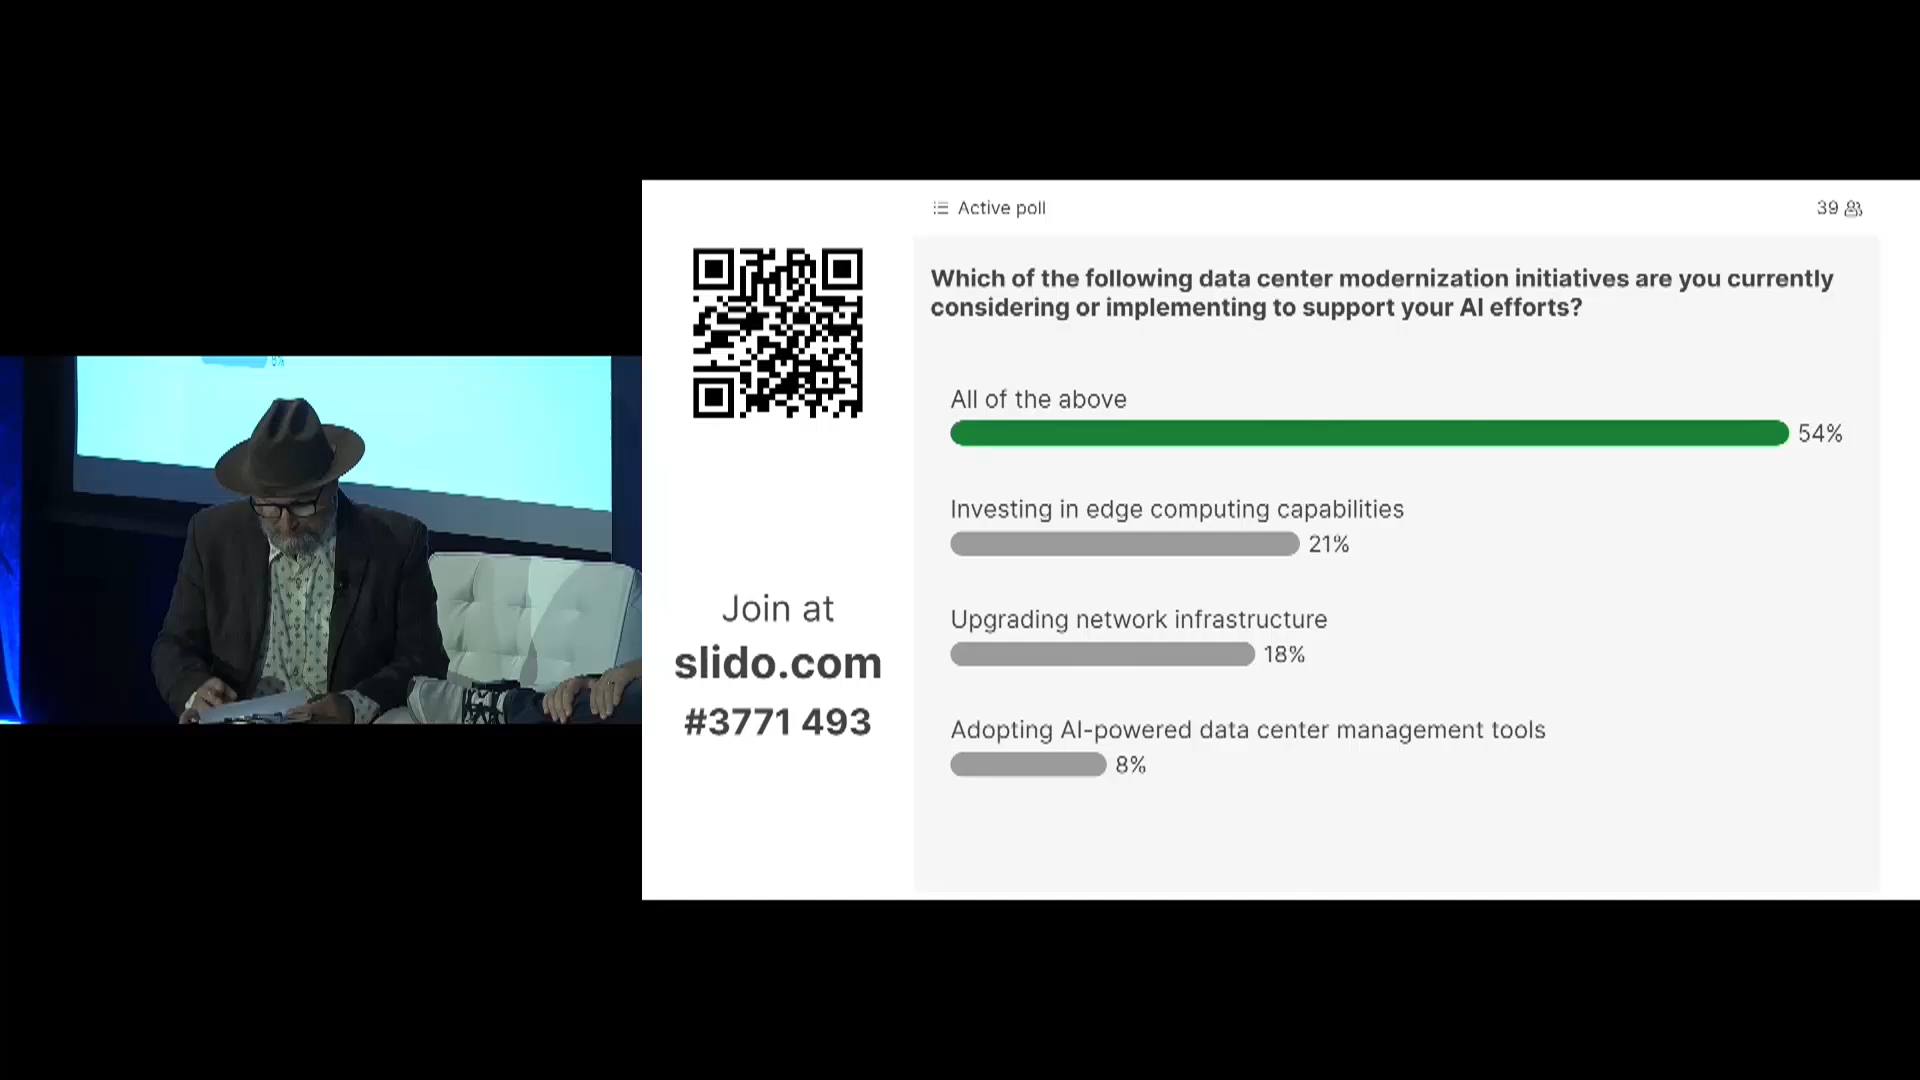 Active poll
39
Which of the following data center modernization initiatives are you currently
considering or implementing to support your AI efforts?
All of the above
54%
Investing in edge computing capabilities
21%
Upgrading network infrastructure
18%
Adopting AI-powered data center management tools
8%
Join at
slido.com
#3771 493
8%